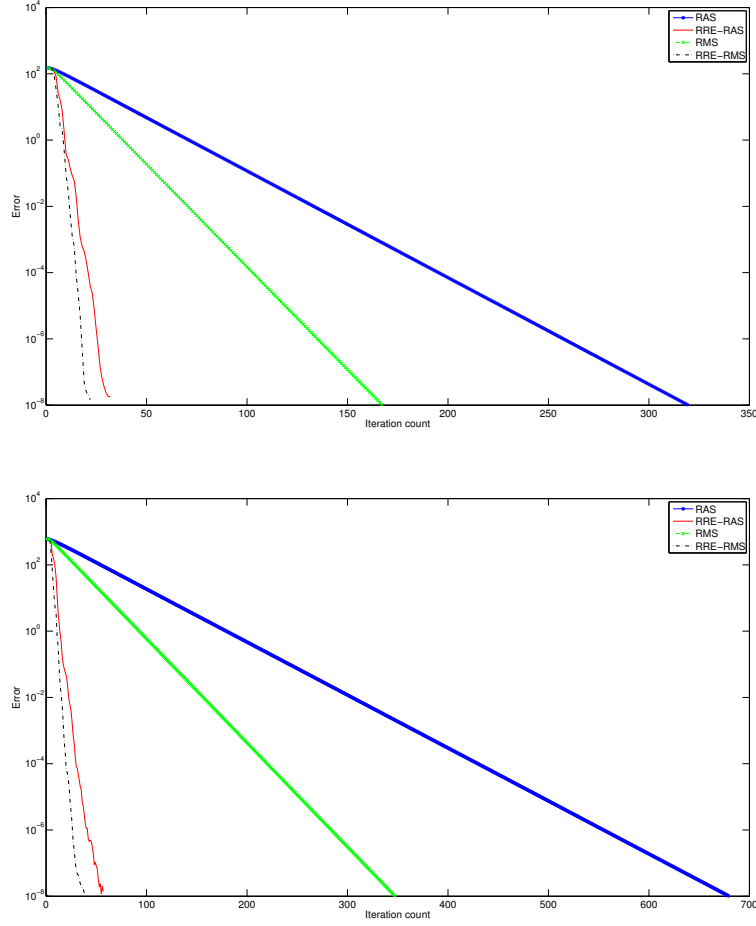 10^4
10^2
10^0
10^-2
10^-4
10^-6
10^-8
Error
0 50 100 150 200 250 300 350
Iteration count
RAS
RRE-RAS
RMS
RRE-RMS
10^4
10^2
10^0
10^-2
10^-4
10^-6
10^-8
Error
0 100 200 300 400 500 600 700
Iteration count
RAS
RRE-RAS
RMS
RRE-RMS